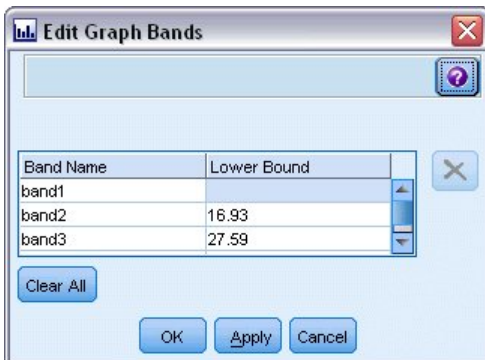 Edit Graph Bands
Band Name Lower Bound
band1
band2 16.93
band3 27.59
Clear All
OK Apply Cancel